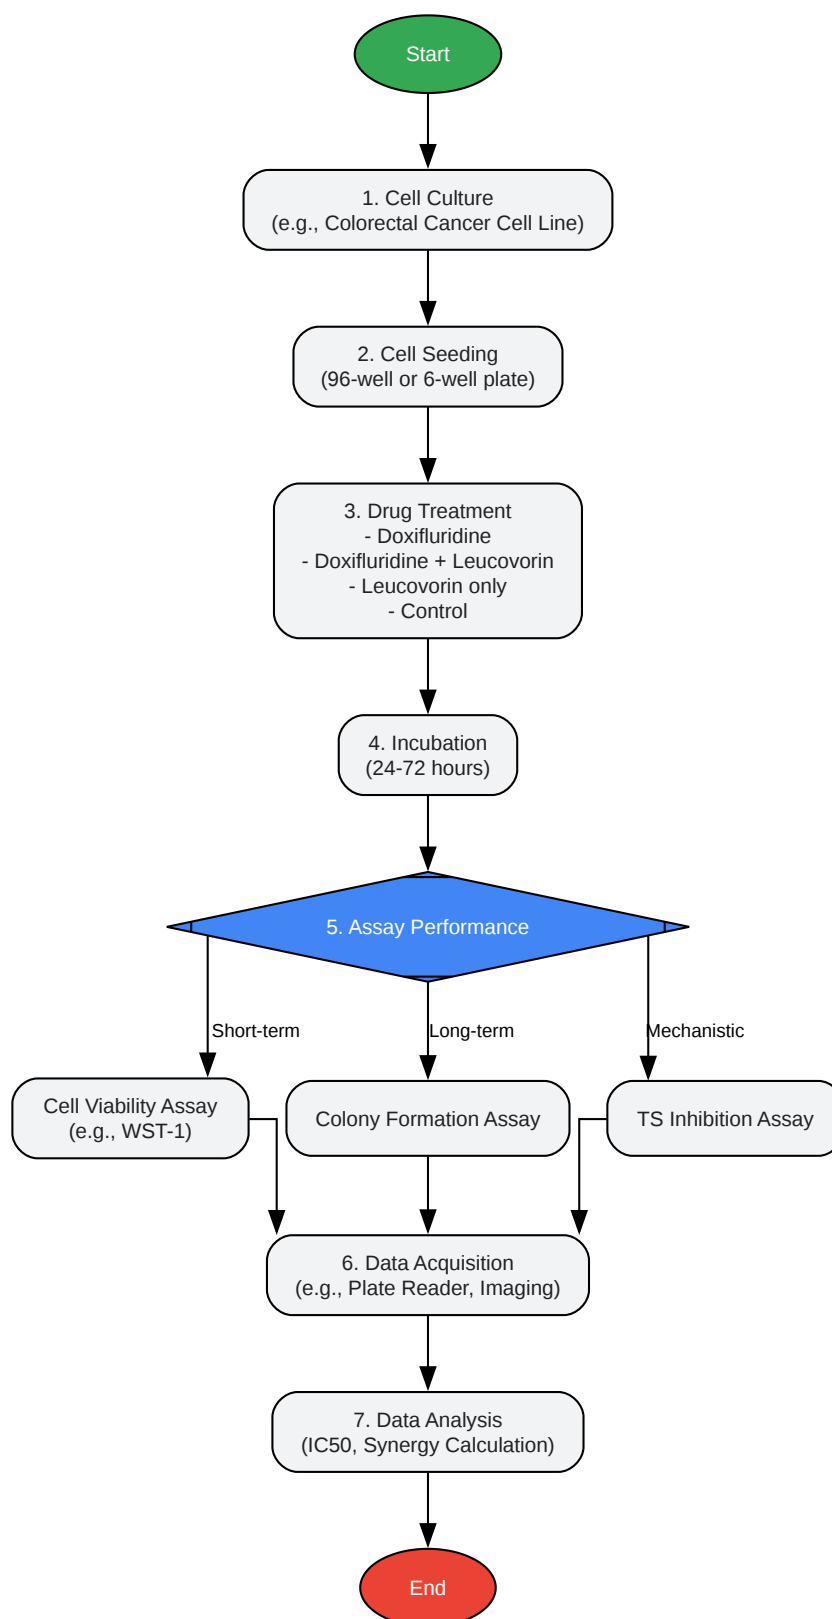 Start
1. Cell Culture
(e.g., Colorectal Cancer Cell Line)
2. Cell Seeding
(96-well or 6-well plate)
3. Drug Treatment
- Doxifluridine
- Doxifluridine + Leucovorin
- Leucovorin only
- Control
4. Incubation
(24-72 hours)
5. Assay Performance
Short-term
Long-term
Mechanistic
Cell Viability Assay
(e.g., WST-1)
Colony Formation Assay
TS Inhibition Assay
6. Data Acquisition
(e.g., Plate Reader, Imaging)
7. Data Analysis
(IC50, Synergy Calculation)
End